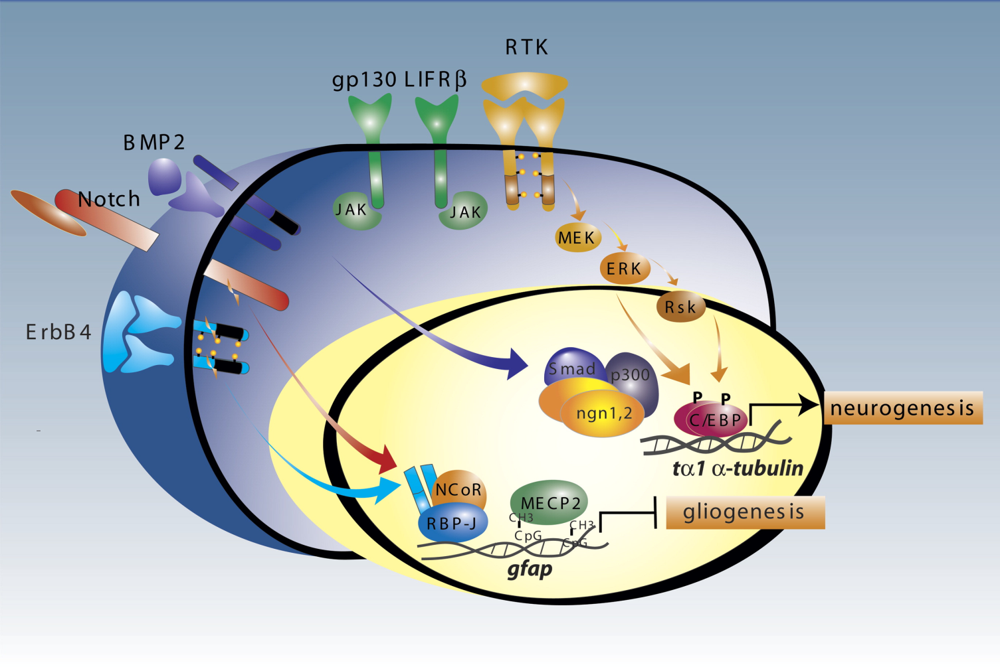 RTK
gp130 LIFRβ
BMP2
Notch
JAK
JAK
MEK
ERK
Rsk
ErbB4
Smad
p300
ngn1,2
P P
C/EBP
neurogenesis
tα1 α-tubulin
NCoR
RBP-J
MECP2
CH3
CH3
CpG
CpG
gfap
gliogenesis